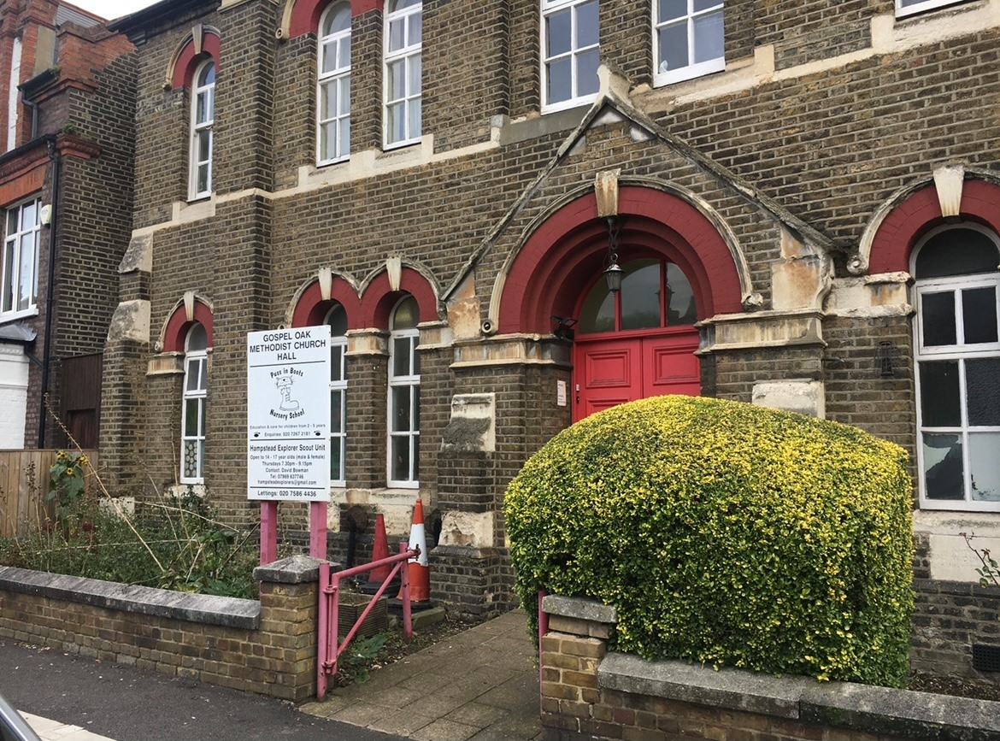 GOSPEL OAK
METHODIST CHURCH
HALL
Puss in Boots
Nursery School
Education & care for children from 2 - 5 years
Enquiries: 020 7267 2181
Hampstead Explorer Scout Unit
Open to 14 - 17 year olds (male & female)
Thursdays 7.30pm - 9.15pm
Contact: David Bowman
Tel: 07969 637746
hampsteadexplorers@gmail.com
Lettings: 020 7586 4436